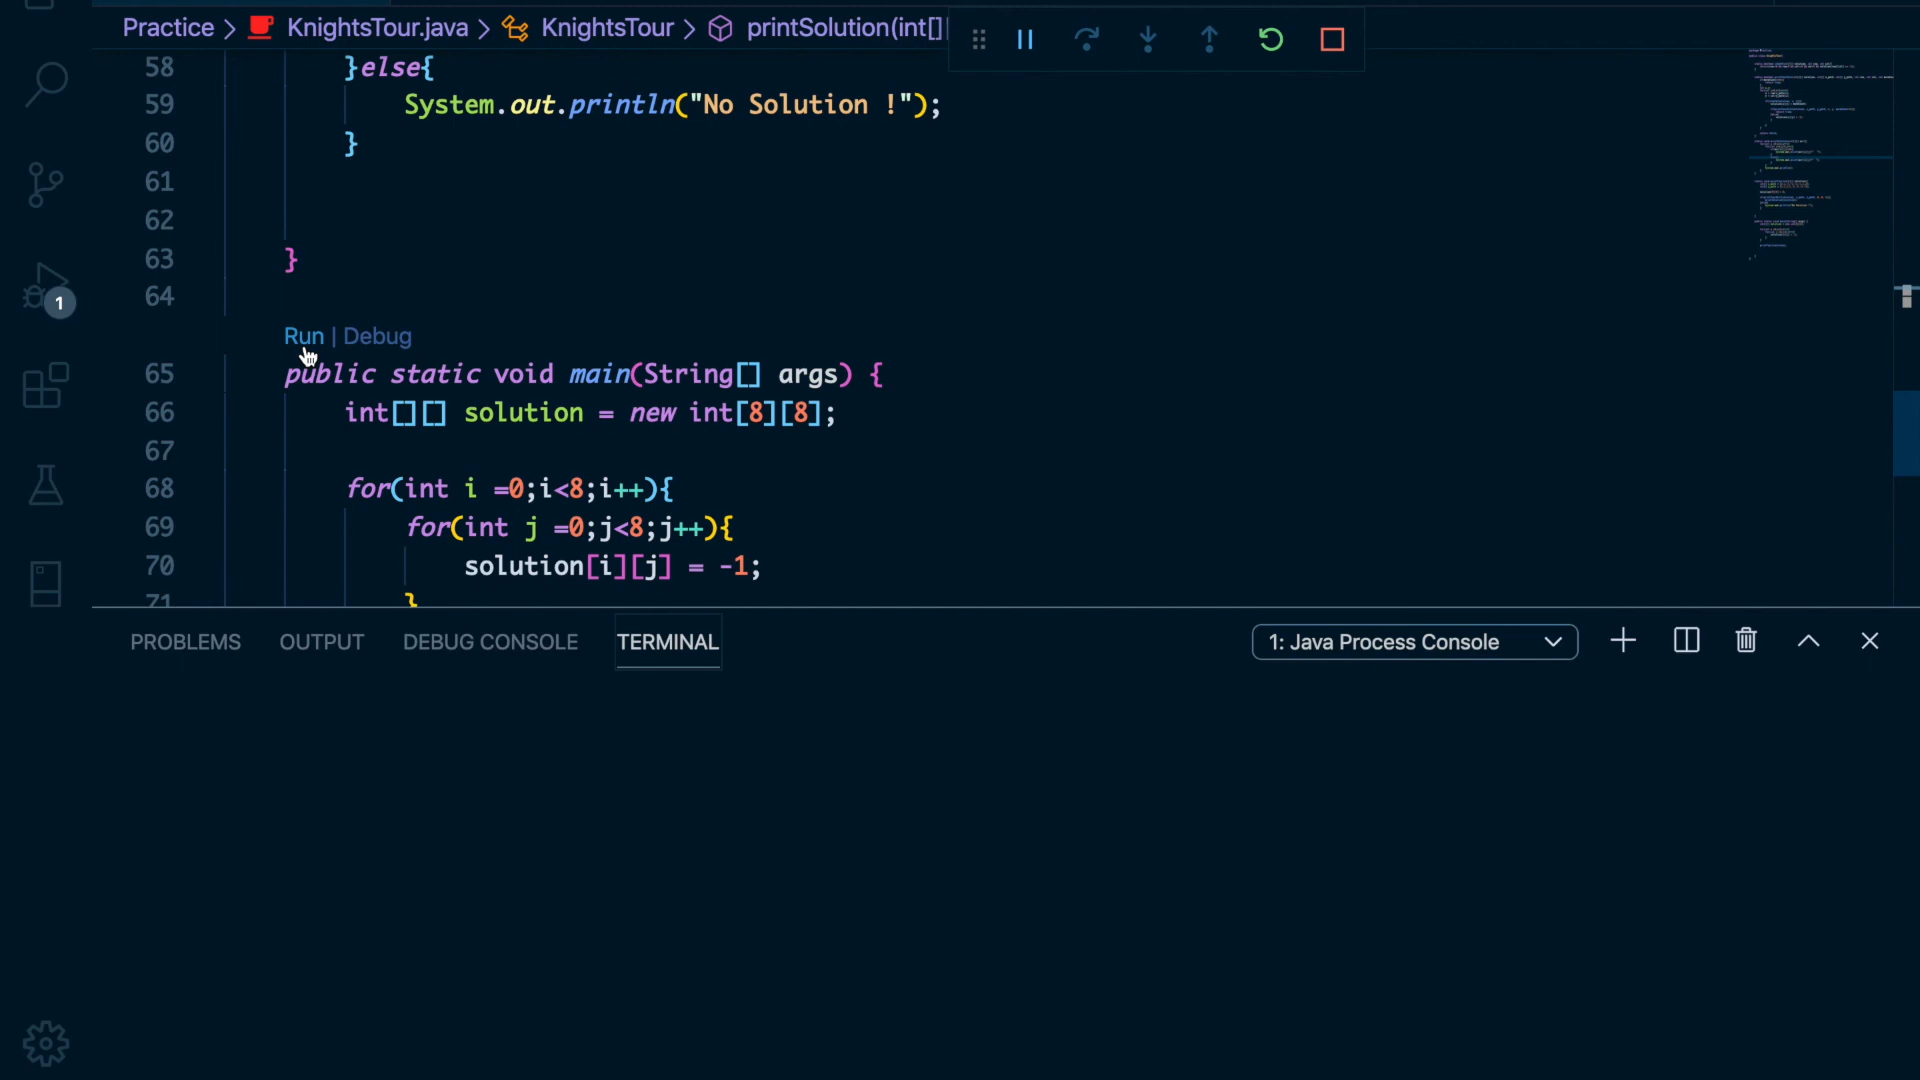 Practice > KnightsTour.java > KnightsTour > printSolution(int[]
58 }else{
59 System.out.println("No Solution !");
60 }
61
62
63 }
64
Run | Debug
65 public static void main(String[] args) {
66 int[][] solution = new int[8][8];
67
68 for(int i =0;i<8;i++){
69 for(int j =0;j<8;j++){
70 solution[i][j] = -1;
71 }
1
PROBLEMS OUTPUT DEBUG CONSOLE TERMINAL 1: Java Process Console